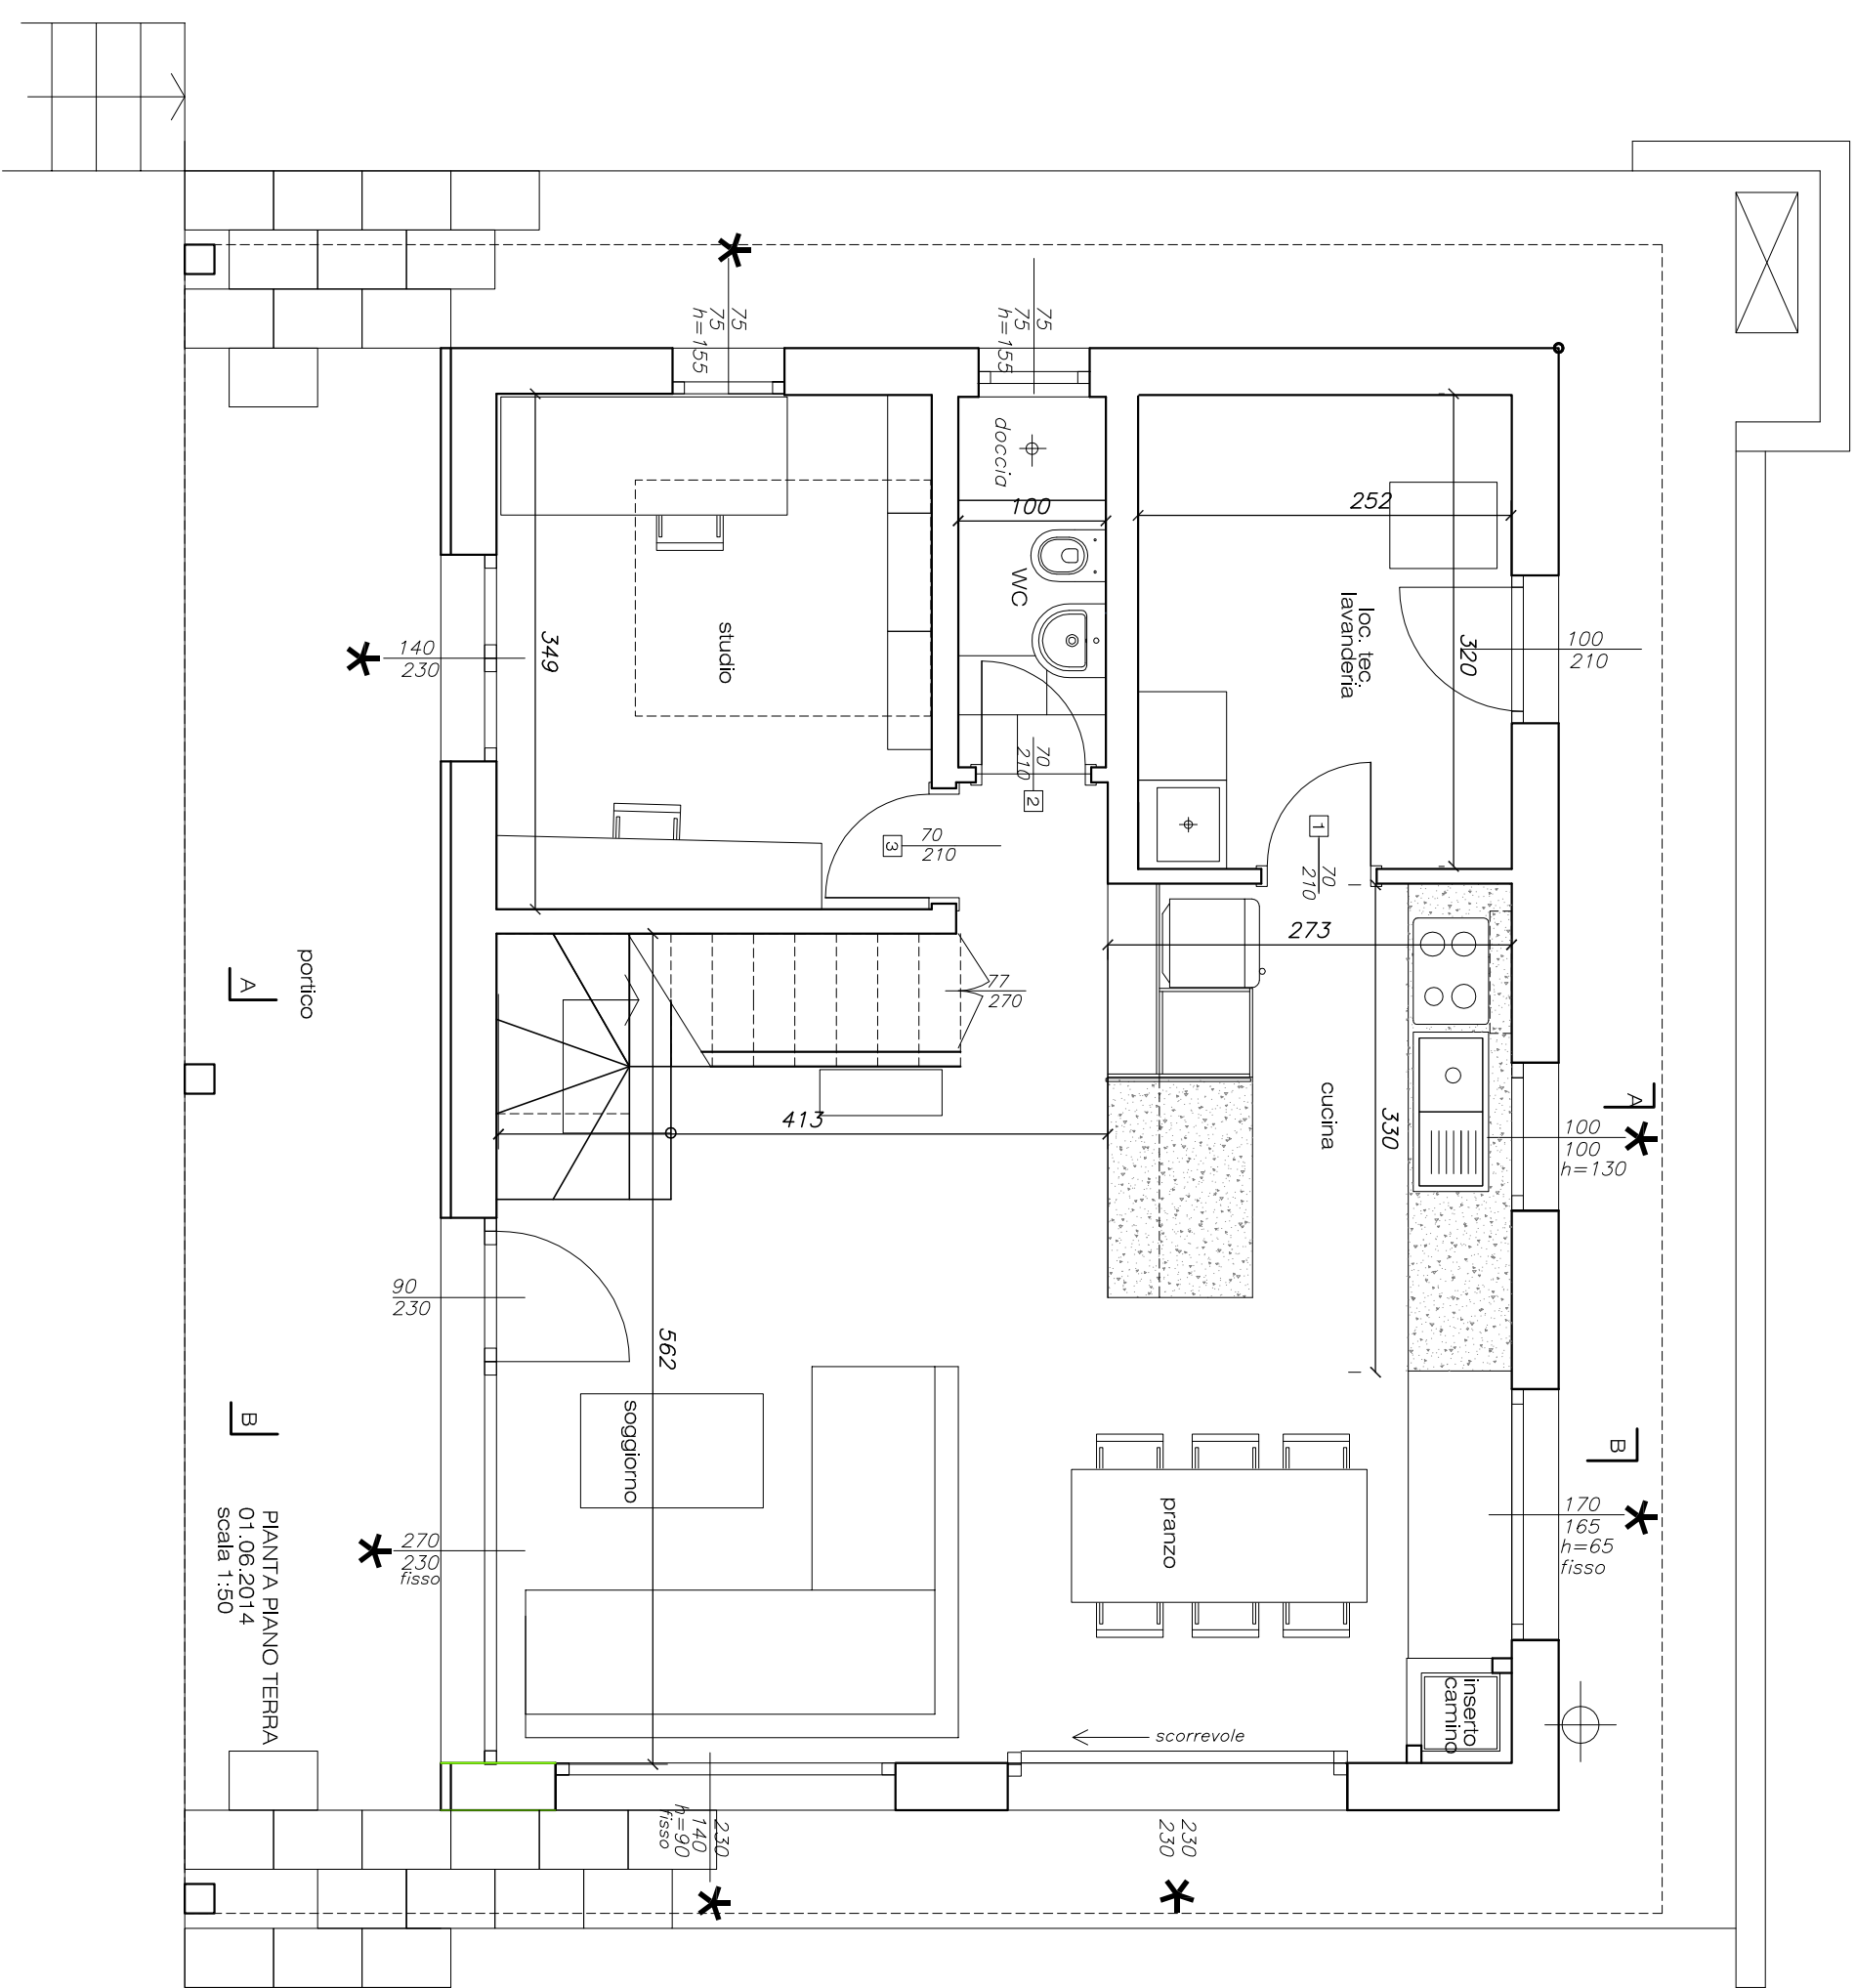 75
75
h=155
75
75
h=155
doccia
100
252
WC
loc. tec.
lavanderia
320
100
210
studio
349
140
230
70
210
2
1
70
210
3
70
210
273
portico
A
77
270
cucina
330
413
A
100
100
h=130
90
230
562
soggiorno
B
B
pranzo
170
165
h=65
fisso
270
230
fisso
PIANTA PIANO TERRA
01.06.2014
scala 1:50
inserto
camino
scorrevole
230
140
h=90
fisso
230
230